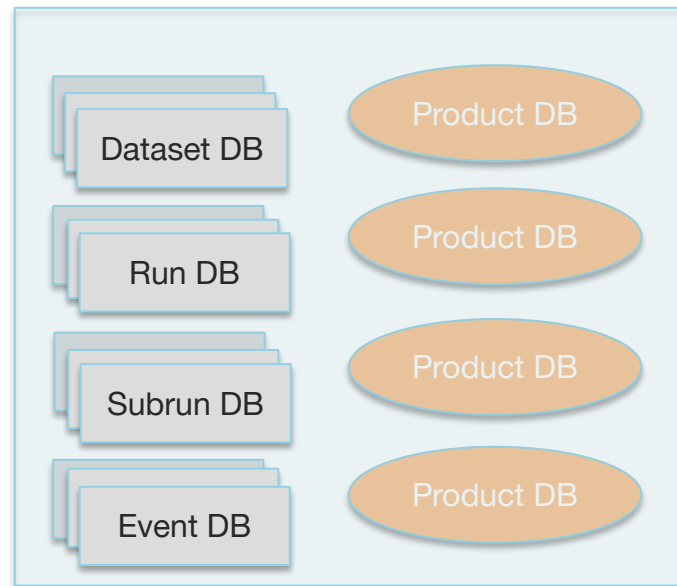 Dataset DB
Product DB
Run DB
Product DB
Subrun DB
Product DB
Event DB
Product DB